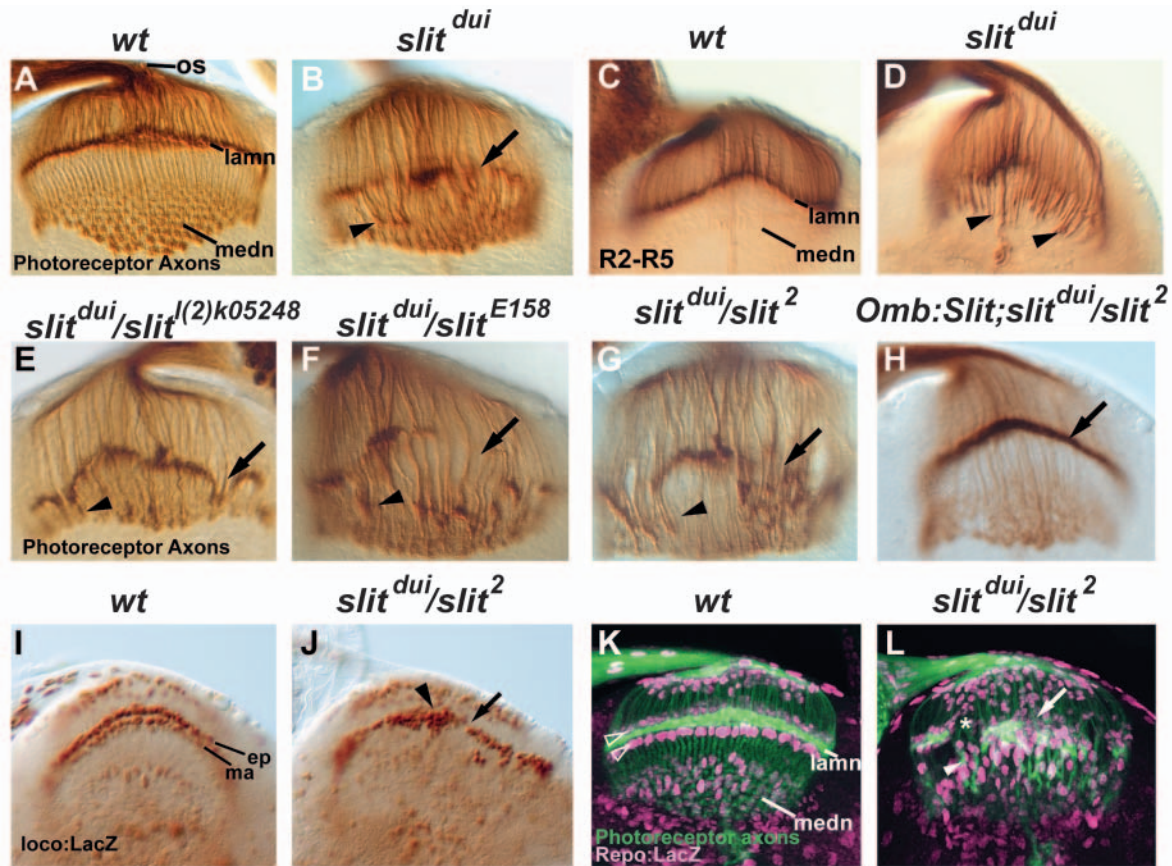 wt
slit^dui
wt
slit^dui
A
os
lamn
medn
Photoreceptor Axons
B
C
lamn
medn
R2-R5
D
slit^dui/slit^l(2)k05248
slit^dui/slit^E158
slit^dui/slit^2
Omb:Slit;slit^dui/slit^2
E
Photoreceptor Axons
F
G
H
wt
slit^dui/slit^2
wt
slit^dui/slit^2
I
ep
ma
loco:LacZ
J
K
lamn
medn
Photoreceptor axons
Repo:LacZ
L
*